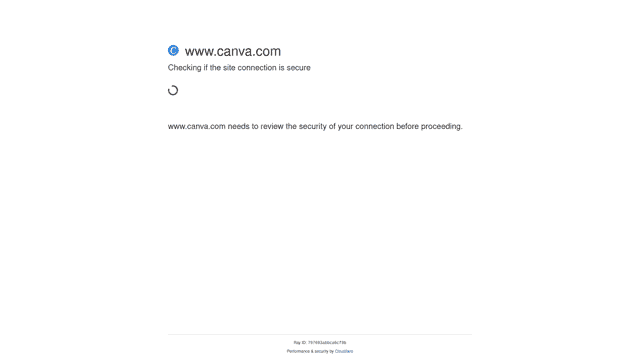 www.canva.com
Checking if the site connection is secure
www.canva.com needs to review the security of your connection before proceeding.
Ray ID:
Performance & security by Cloudflare